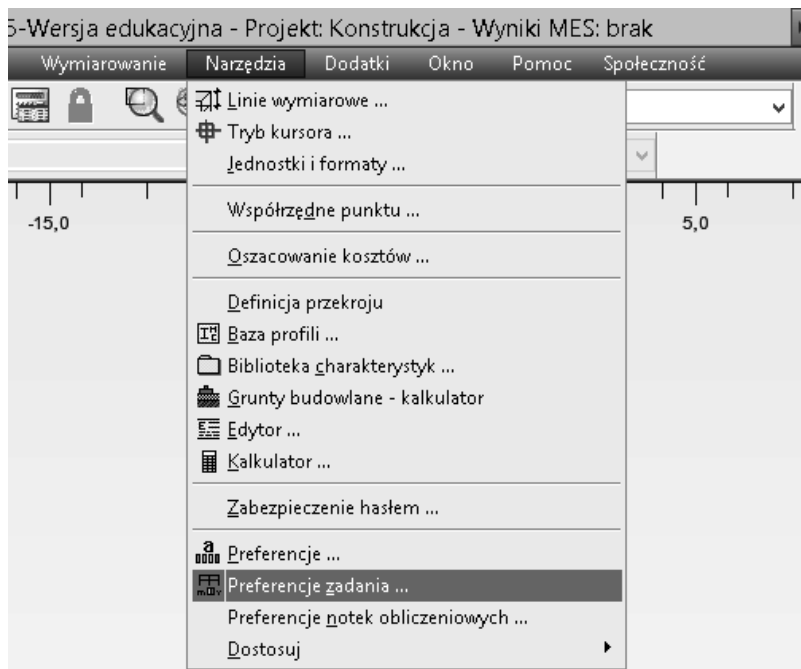 5-Wersja edukacyjna - Projekt: Konstrukcja - Wyniki MES: brak
Wymiarowanie Narzędzia Dodatki Okno Pomoc Społeczność
Linie wymiarowe ...
Tryb kursora ...
Jednostki i formaty ...
-15,0
5,0
Współrzędne punktu ...
Oszacowanie kosztów ...
Definicja przekroju
Baza profili ...
Biblioteka charakterystyk ...
Grunty budowlane - kalkulator
Edytor ...
Kalkulator ...
Zabezpieczenie hasłem ...
Preferencje ...
Preferencje zadania ...
Preferencje notek obliczeniowych ...
Dostosuj